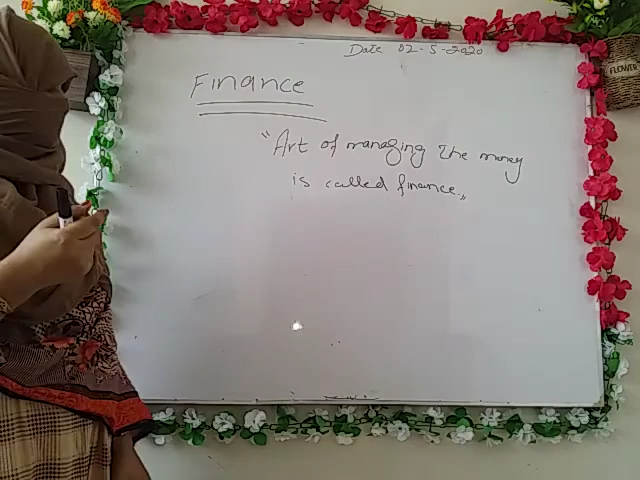 Date 02-5-2020
Finance
"Art of managing the money
is called finance„
FLOWER